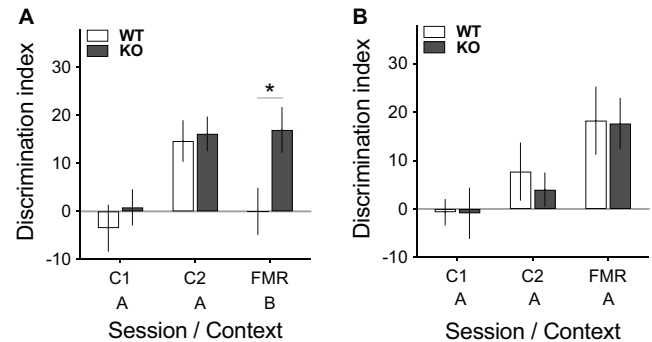 A
WT
KO
Discrimination index
30
20
10
0
-10
*
C1 C2 FMR
A A B
Session / Context
B
WT
KO
Discrimination index
30
20
10
0
-10
C1 C2 FMR
A A A
Session / Context